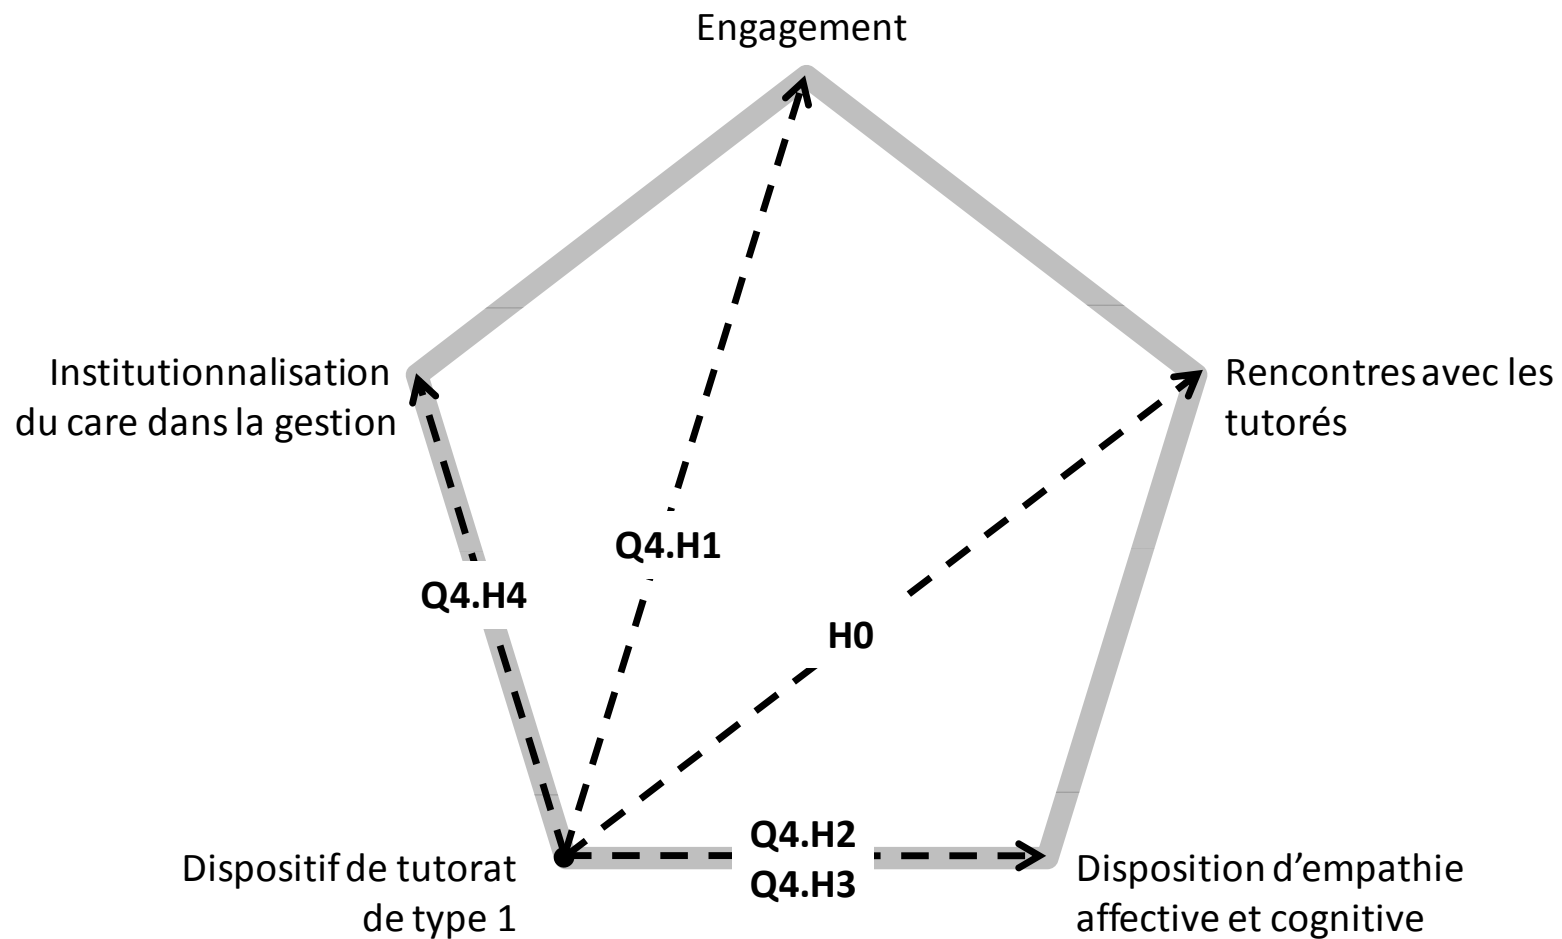 Engagement
Institutionnalisation
du care dans la gestion
Rencontres avec les
tutorés
Q4.H1
Q4.H4
H0
Q4.H2
Q4.H3
Dispositif de tutorat
de type 1
Disposition d’empathie
affective et cognitive